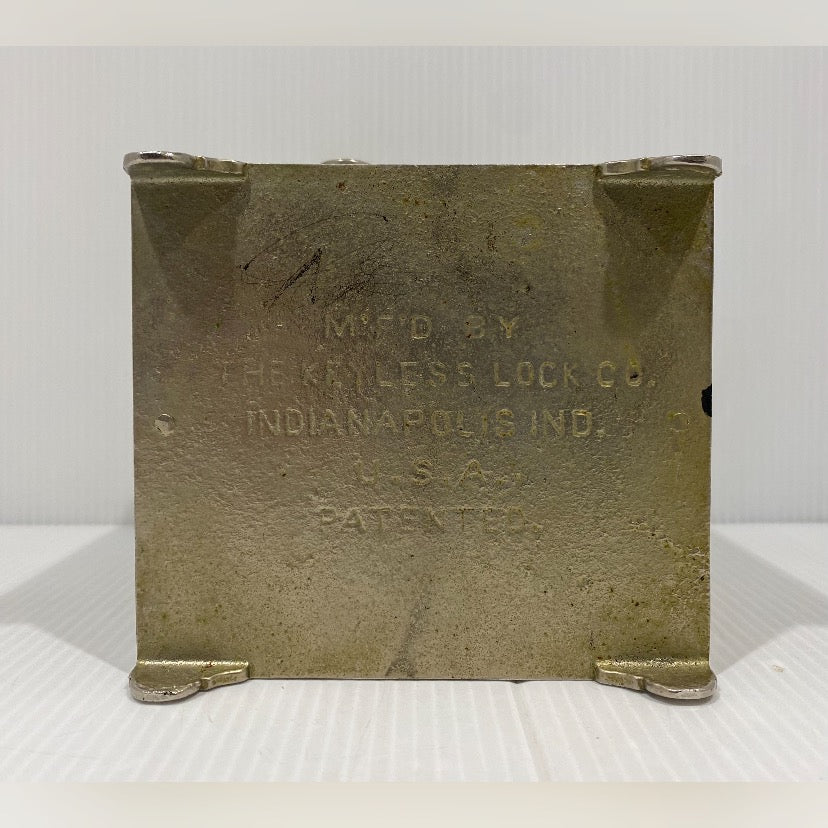 M'F'D BY
THE KEYLESS LOCK CO.
INDIANAPOLIS IND.
U.S.A.
PATENTED.